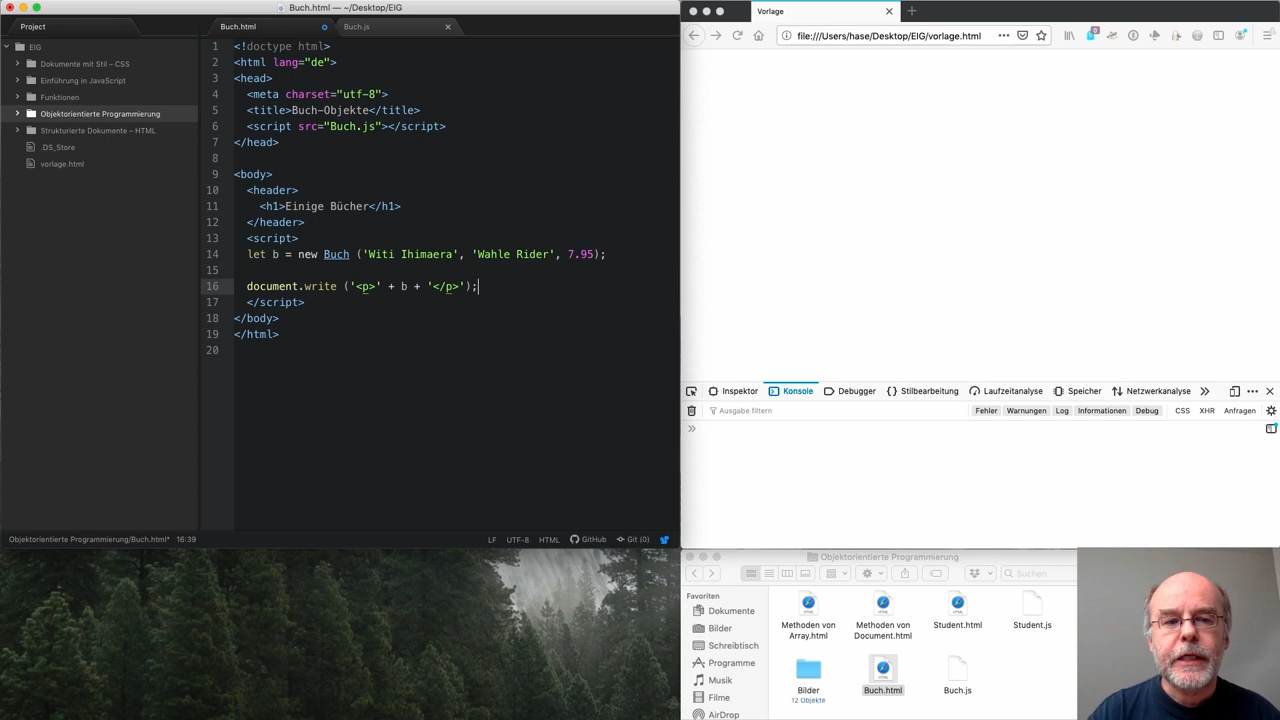 Buch.html — ~/Desktop/EIG
Project
Buch.html
Buch.js
EIG
Dokumente mit Stil – CSS
Einführung in JavaScript
Funktionen
Objektorientierte Programmierung
Strukturierte Dokumente – HTML
.DS_Store
vorlage.html
1 <!doctype html>
2 <html lang="de">
3 <head>
4 <meta charset="utf-8">
5 <title>Buch-Objekte</title>
6 <script src="Buch.js"></script>
7 </head>
8
9 <body>
10 <header>
11 <h1>Einige Bücher</h1>
12 </header>
13 <script>
14 let b = new Buch ('Witi Ihimaera', 'Wahle Rider', 7.95);
15
16 document.write ('<p>' + b + '</p>');
17 </script>
18 </body>
19 </html>
20
Objektorientierte Programmierung/Buch.html* 16:39
LF UTF-8 HTML GitHub Git (0)
Vorlage
file:///Users/hase/Desktop/EIG/vorlage.html
Inspektor Konsole Debugger Stilbearbeitung Laufzeitanalyse Speicher Netzwerkanalyse
Ausgabe filtern Fehler Warnungen Log Informationen Debug CSS XHR Anfragen
Objektorientierte Programmierung
Suchen
Favoriten
Dokumente
Bilder
Schreibtisch
Programme
Musik
Filme
AirDrop
Methoden von
Array.html
Methoden von
Document.html
Student.html
Student.js
Bilder
12 Objekte
Buch.html
Buch.js